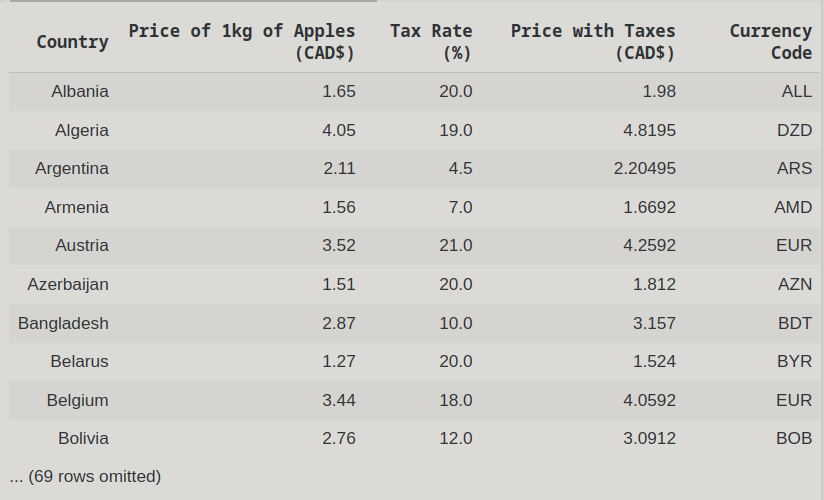 Country Price of 1kg of Apples (CAD$) Tax Rate (%) Price with Taxes (CAD$) Currency Code
Albania 1.65 20.0 1.98 ALL
Algeria 4.05 19.0 4.8195 DZD
Argentina 2.11 4.5 2.20495 ARS
Armenia 1.56 7.0 1.6692 AMD
Austria 3.52 21.0 4.2592 EUR
Azerbaijan 1.51 20.0 1.812 AZN
Bangladesh 2.87 10.0 3.157 BDT
Belarus 1.27 20.0 1.524 BYR
Belgium 3.44 18.0 4.0592 EUR
Bolivia 2.76 12.0 3.0912 BOB
... (69 rows omitted)